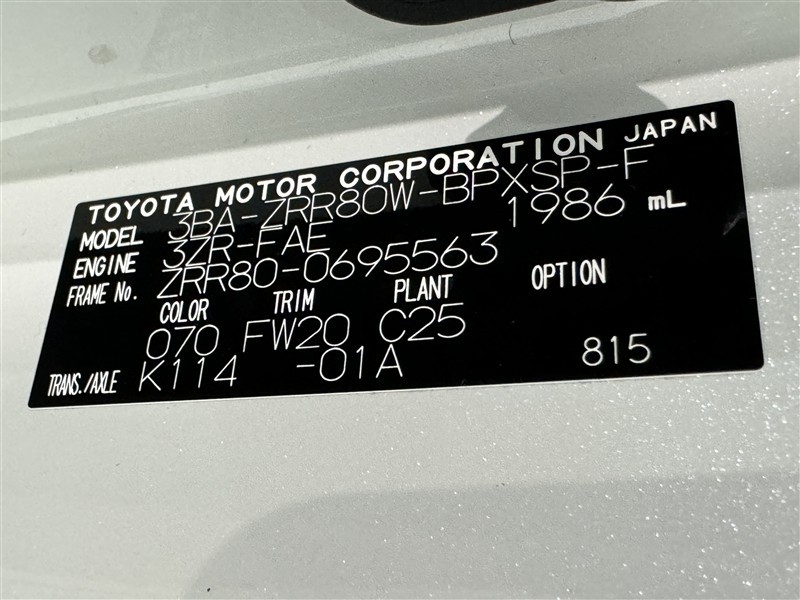 TOYOTA MOTOR CORPORATION JAPAN
MODEL 3BA-ZRR80W-BPXSP-F
ENGINE 3ZR-FAE 1986 mL
FRAME No. ZRR80-0695563
COLOR TRIM PLANT OPTION
070 FW20 C25
TRANS./AXLE K114 -01A 815